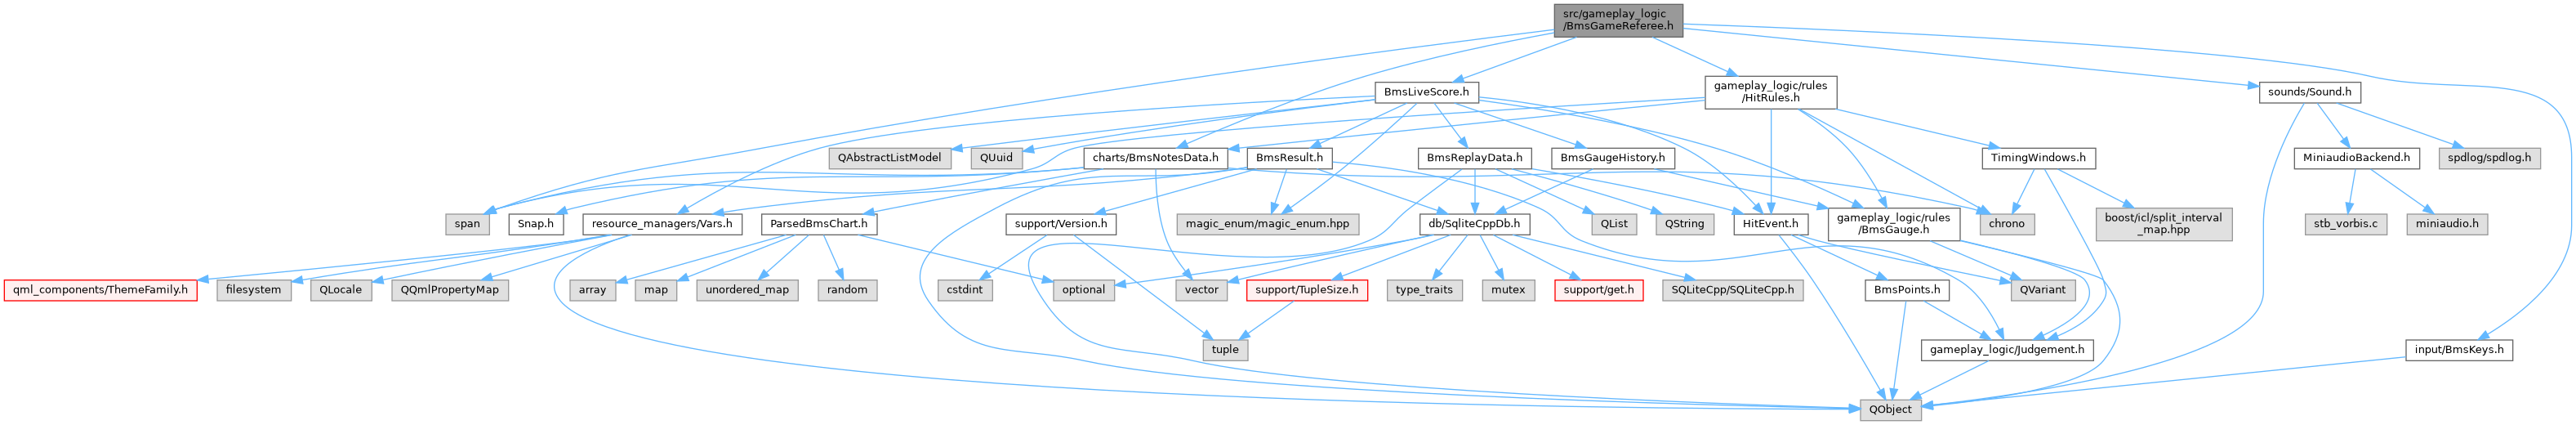 src/gameplay_logic
/BmsGameReferee.h
BmsLiveScore.h
gameplay_logic/rules
/HitRules.h
sounds/Sound.h
QAbstractListModel
QUuid
charts/BmsNotesData.h
BmsResult.h
BmsReplayData.h
BmsGaugeHistory.h
TimingWindows.h
MiniaudioBackend.h
spdlog/spdlog.h
span
Snap.h
resource_managers/Vars.h
ParsedBmsChart.h
support/Version.h
magic_enum/magic_enum.hpp
db/SqliteCppDb.h
QList
QString
HitEvent.h
gameplay_logic/rules
/BmsGauge.h
chrono
boost/icl/split_interval
_map.hpp
stb_vorbis.c
miniaudio.h
qml_components/ThemeFamily.h
filesystem
QLocale
QQmlPropertyMap
array
map
unordered_map
random
cstdint
optional
vector
support/TupleSize.h
type_traits
mutex
support/get.h
SQLiteCpp/SQLiteCpp.h
BmsPoints.h
QVariant
tuple
gameplay_logic/Judgement.h
input/BmsKeys.h
QObject